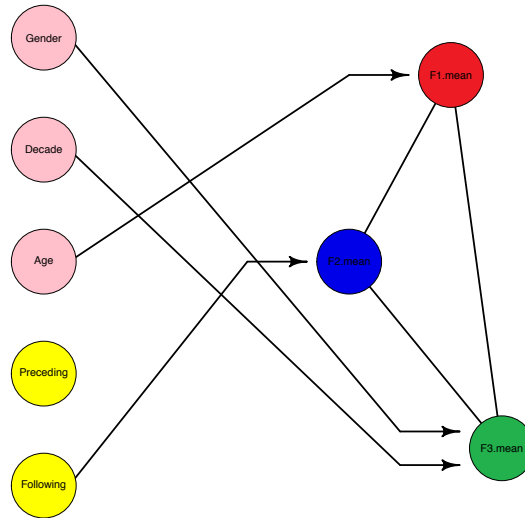 Gender
F1.mean
Decade
Age
F2.mean
Preceding
F3.mean
Following